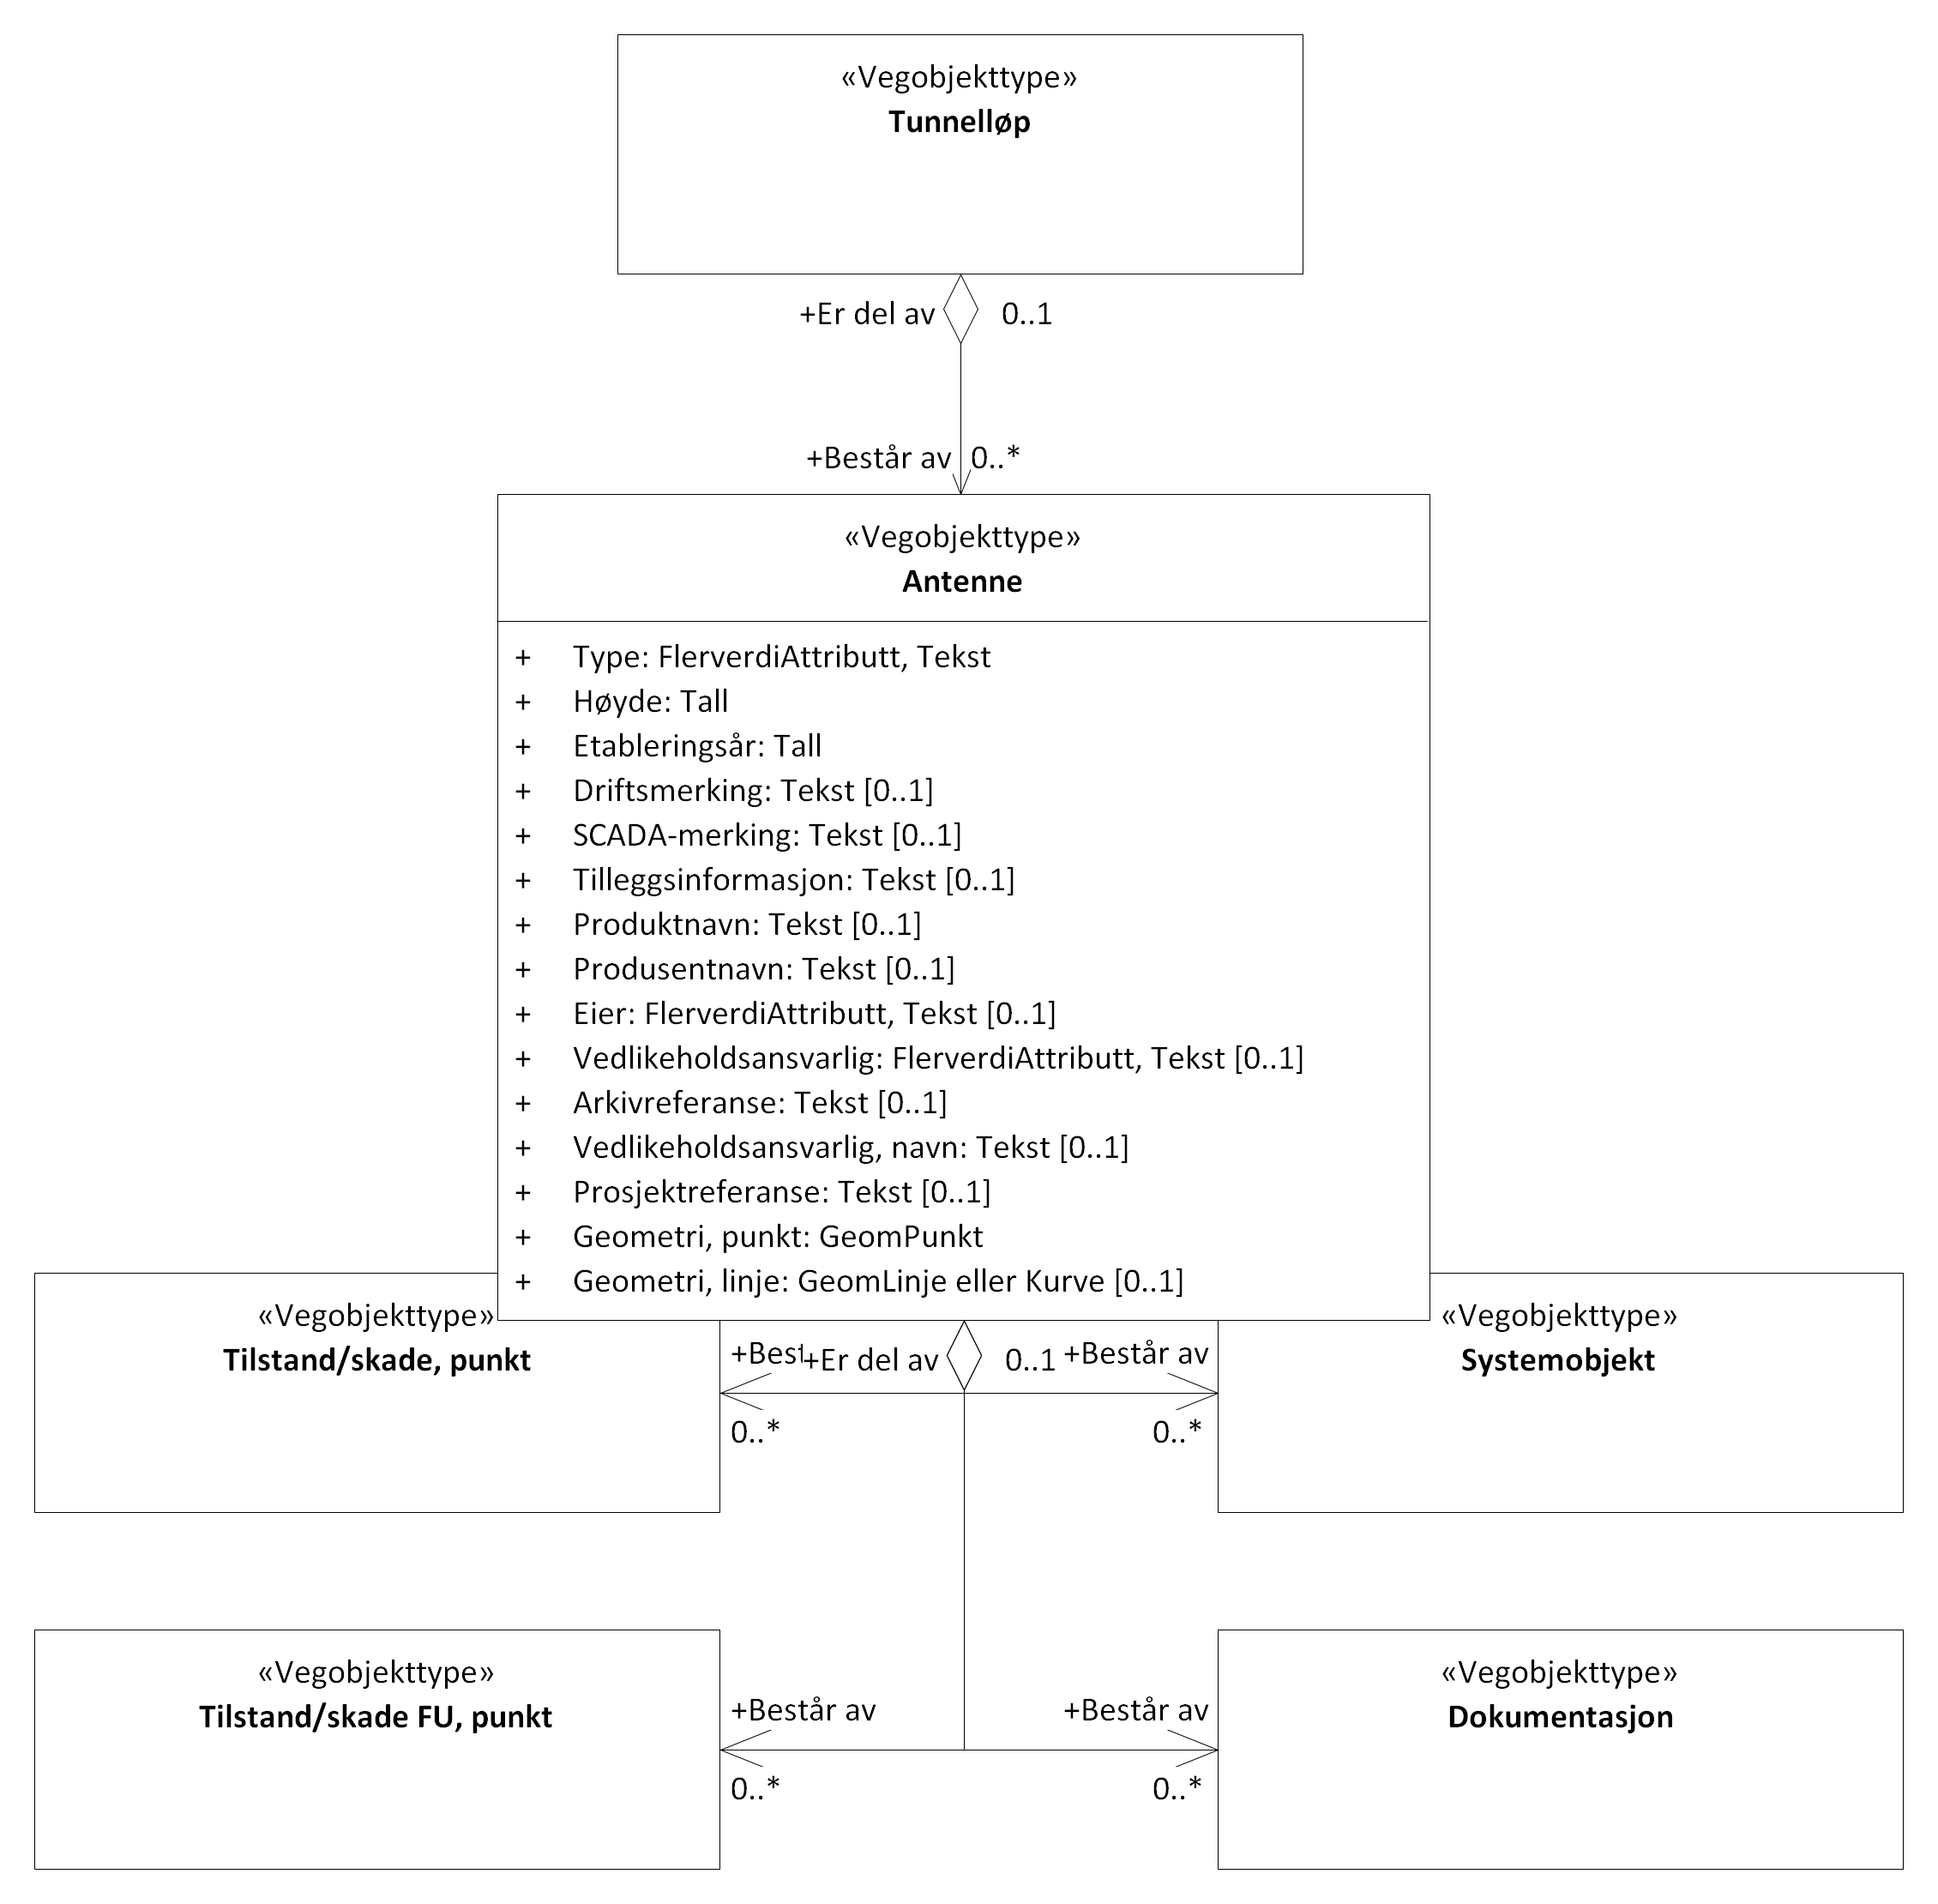 «Vegobjekttype»
Tunnelløp
+Er del av 0..1
+Består av 0..*
«Vegobjekttype»
Antenne
+ Type: FlerverdiAttributt, Tekst
+ Høyde: Tall
+ Etableringsår: Tall
+ Driftsmerking: Tekst [0..1]
+ SCADA-merking: Tekst [0..1]
+ Tilleggsinformasjon: Tekst [0..1]
+ Produktnavn: Tekst [0..1]
+ Produsentnavn: Tekst [0..1]
+ Eier: FlerverdiAttributt, Tekst [0..1]
+ Vedlikeholdsansvarlig: FlerverdiAttributt, Tekst [0..1]
+ Arkivreferanse: Tekst [0..1]
+ Vedlikeholdsansvarlig, navn: Tekst [0..1]
+ Prosjektreferanse: Tekst [0..1]
+ Geometri, punkt: GeomPunkt
+ Geometri, linje: GeomLinje eller Kurve [0..1]
«Vegobjekttype»
Tilstand/skade, punkt
+Er del av 0..1
+Består av
0..*
0..*
«Vegobjekttype»
Systemobjekt
«Vegobjekttype»
Tilstand/skade FU, punkt
+Består av
0..*
+Består av
0..*
«Vegobjekttype»
Dokumentasjon